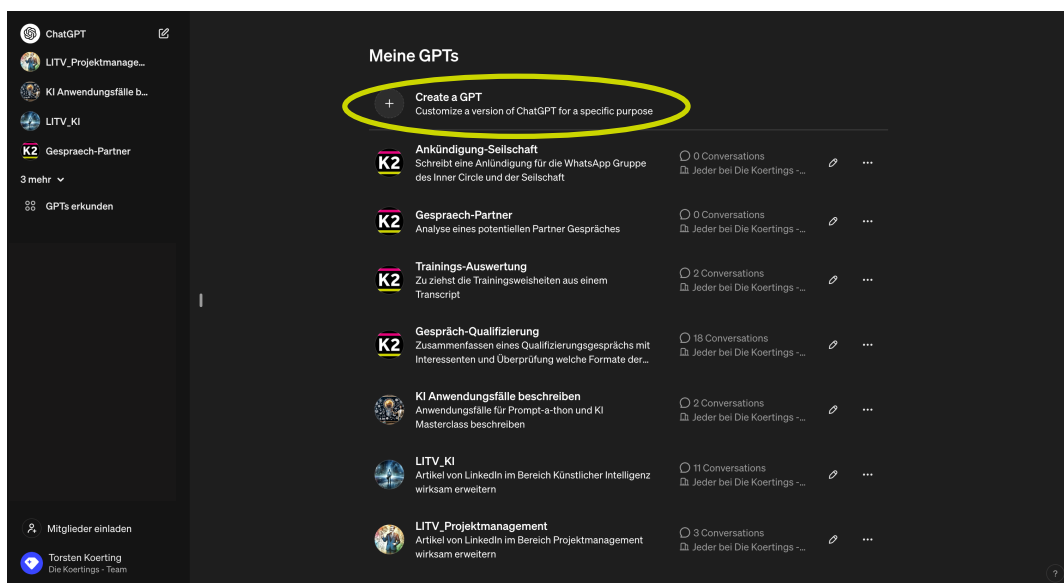 ChatGPT
LITV_Projektmanage...
KI Anwendungsfälle b...
LITV_KI
K2 Gespraech-Partner
3 mehr
GPTs erkunden
Mitglieder einladen
Torsten Koerting
Die Koertings - Team
Meine GPTs
+ Create a GPT
Customize a version of ChatGPT for a specific purpose
K2
Ankündigung-Seilschaft
Schreibt eine Anlündigung für die WhatsApp Gruppe
des Inner Circle und der Seilschaft
0 Conversations
Jeder bei Die Koertings -...
K2
Gespraech-Partner
Analyse eines potentiellen Partner Gespräches
0 Conversations
Jeder bei Die Koertings -...
K2
Trainings-Auswertung
Zu ziehst die Trainingsweisheiten aus einem
Transcript
2 Conversations
Jeder bei Die Koertings -...
K2
Gespräch-Qualifizierung
Zusammenfassen eines Qualifizierungsgesprächs mit
Interessenten und Überprüfung welche Formate der...
18 Conversations
Jeder bei Die Koertings -...
KI Anwendungsfälle beschreiben
Anwendungsfälle für Prompt-a-thon und KI
Masterclass beschreiben
2 Conversations
Jeder bei Die Koertings -...
LITV_KI
Artikel von LinkedIn im Bereich Künstlicher Intelligenz
wirksam erweitern
11 Conversations
Jeder bei Die Koertings -...
LITV_Projektmanagement
Artikel von LinkedIn im Bereich Projektmanagement
wirksam erweitern
3 Conversations
Jeder bei Die Koertings -...
?